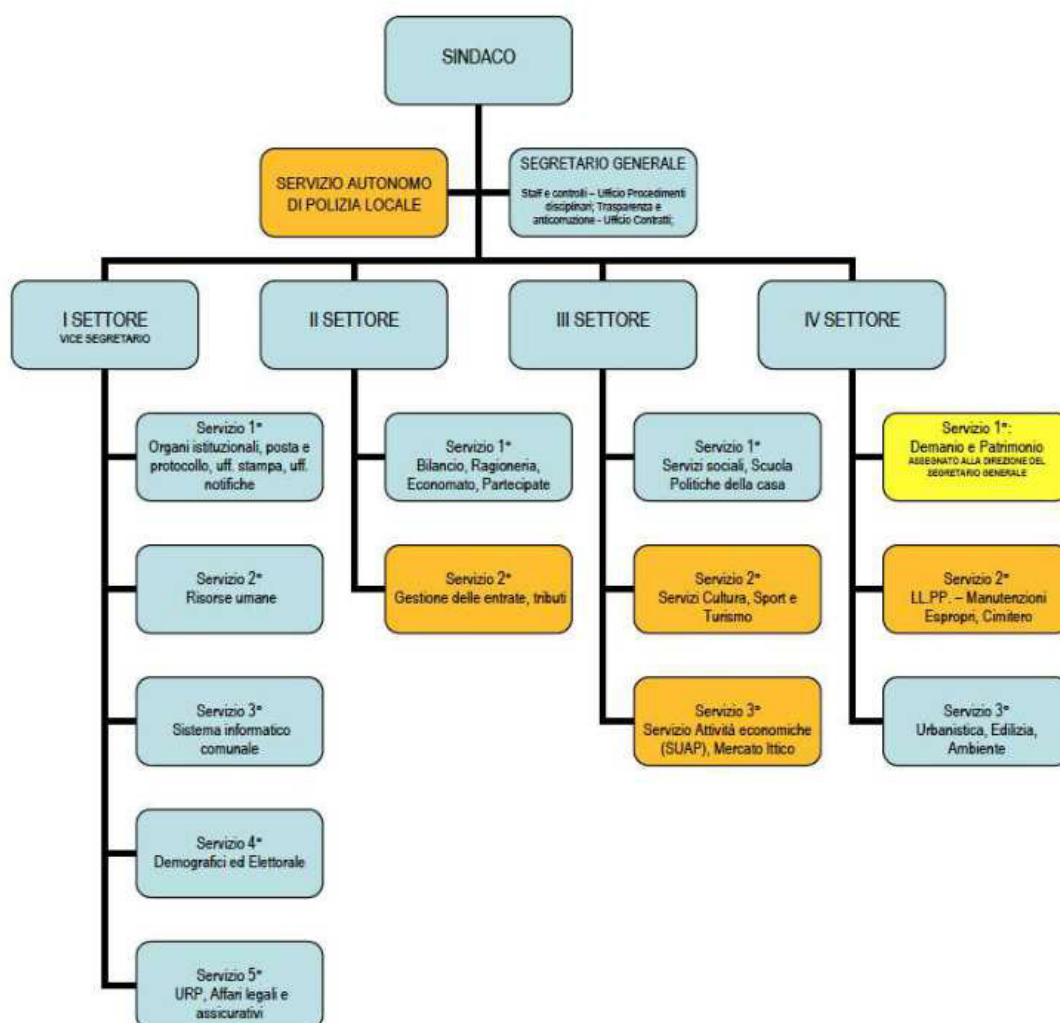 SINDACO
SERVIZIO AUTONOMO
DI POLIZIA LOCALE
SEGRETARIO GENERALE
Staff e controlli – Ufficio Procedimenti
disciplinari; Trasparenza e
anticorruzione - Ufficio Contratti;
I SETTORE
VICE SEGRETARIO
II SETTORE
III SETTORE
IV SETTORE
Servizio 1°
Organi istituzionali, posta e
protocollo, uff. stampa, uff.
notifiche
Servizio 2°
Risorse umane
Servizio 3°
Sistema informatico
comunale
Servizio 4°
Demografici ed Elettorale
Servizio 5°
URP, Affari legali e
assicurativi
Servizio 1°
Bilancio, Ragioneria,
Economato, Partecipate
Servizio 2°
Gestione delle entrate, tributi
Servizio 1°
Servizi sociali, Scuola
Politiche della casa
Servizio 2°
Servizi Cultura, Sport e
Turismo
Servizio 3°
Servizio Attività economiche
(SUAP), Mercato Ittico
Servizio 1°:
Demanio e Patrimonio
ASSEGNATO ALLA DIREZIONE DEL
SEGRETARIO GENERALE
Servizio 2°
LL.PP. – Manutenzioni
Espropri, Cimitero
Servizio 3°
Urbanistica, Edilizia,
Ambiente